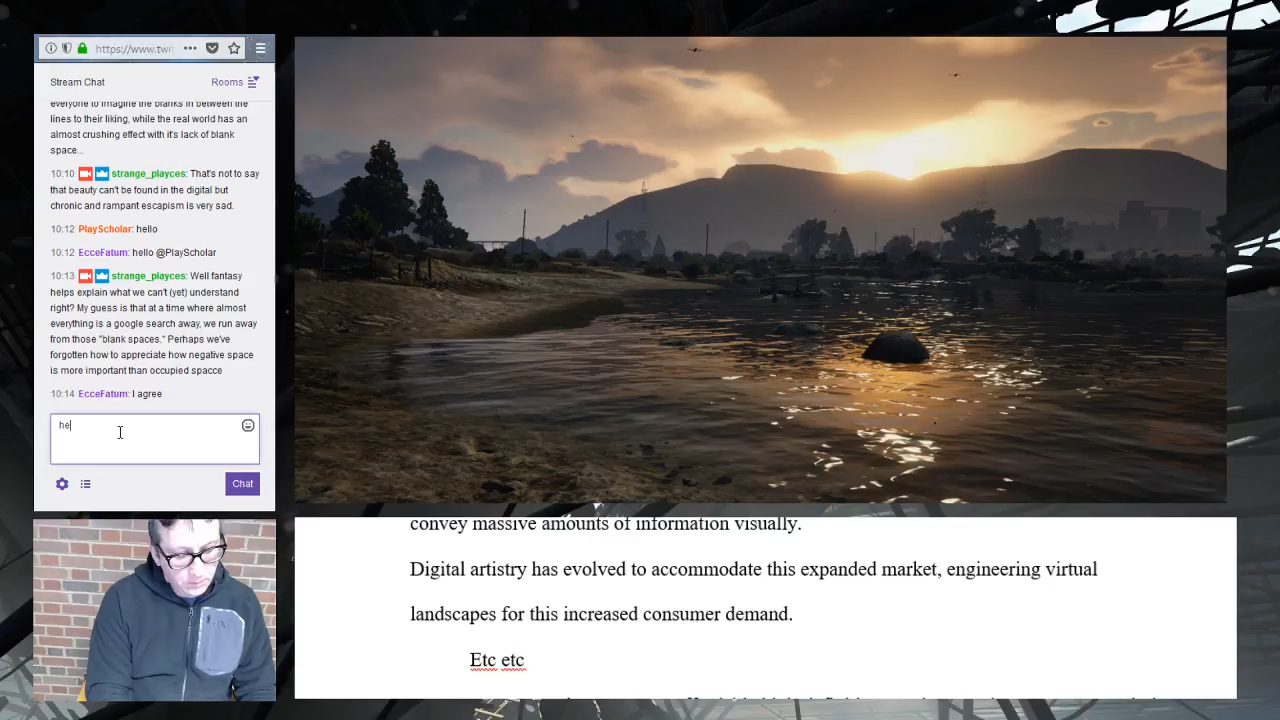 https://www.twi
Stream Chat
Rooms
everyone to imagine the blanks in between the
lines to their liking, while the real world has an
almost crushing effect with it's lack of blank
space...
10:10 strange_playces: That's not to say
that beauty can't be found in the digital but
chronic and rampant escapism is very sad.
10:12 PlayScholar: hello
10:12 EcceFatum: hello @PlayScholar
10:13 strange_playces: Well fantasy
helps explain what we can't (yet) understand
right? My guess is that at a time where almost
everything is a google search away, we run away
from those "blank spaces." Perhaps we've
forgotten how to appreciate how negative space
is more important than occupied spacce
10:14 EcceFatum: I agree
he
Chat
convey massive amounts of information visually.
Digital artistry has evolved to accommodate this expanded market, engineering virtual
landscapes for this increased consumer demand.
Etc etc